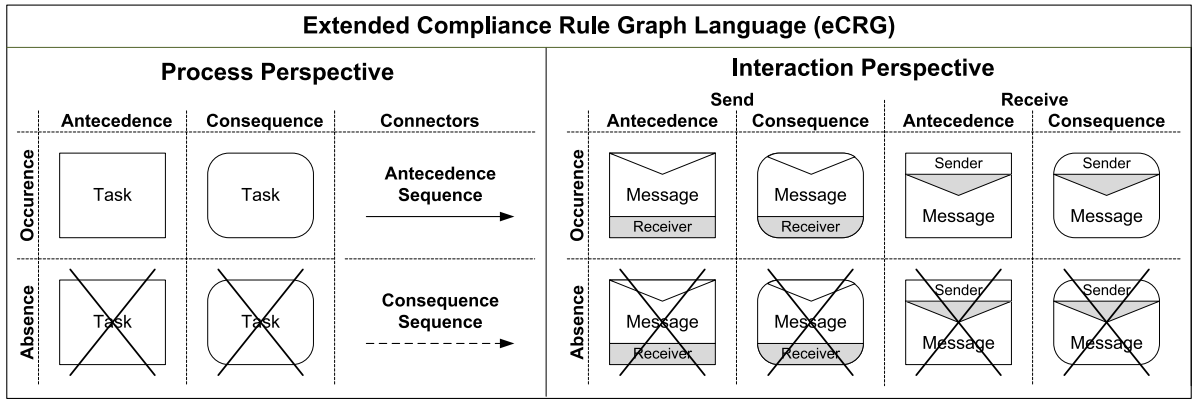 Extended Compliance Rule Graph Language (eCRG)
Process Perspective
Interaction Perspective
Send
Receive
Antecedence
Consequence
Connectors
Antecedence
Consequence
Antecedence
Consequence
Occurence
Task
Task
Antecedence
Sequence
Occurence
Message
Receiver
Message
Receiver
Sender
Message
Sender
Message
Absence
Task
Task
Consequence
Sequence
Absence
Message
Receiver
Message
Receiver
Sender
Message
Sender
Message